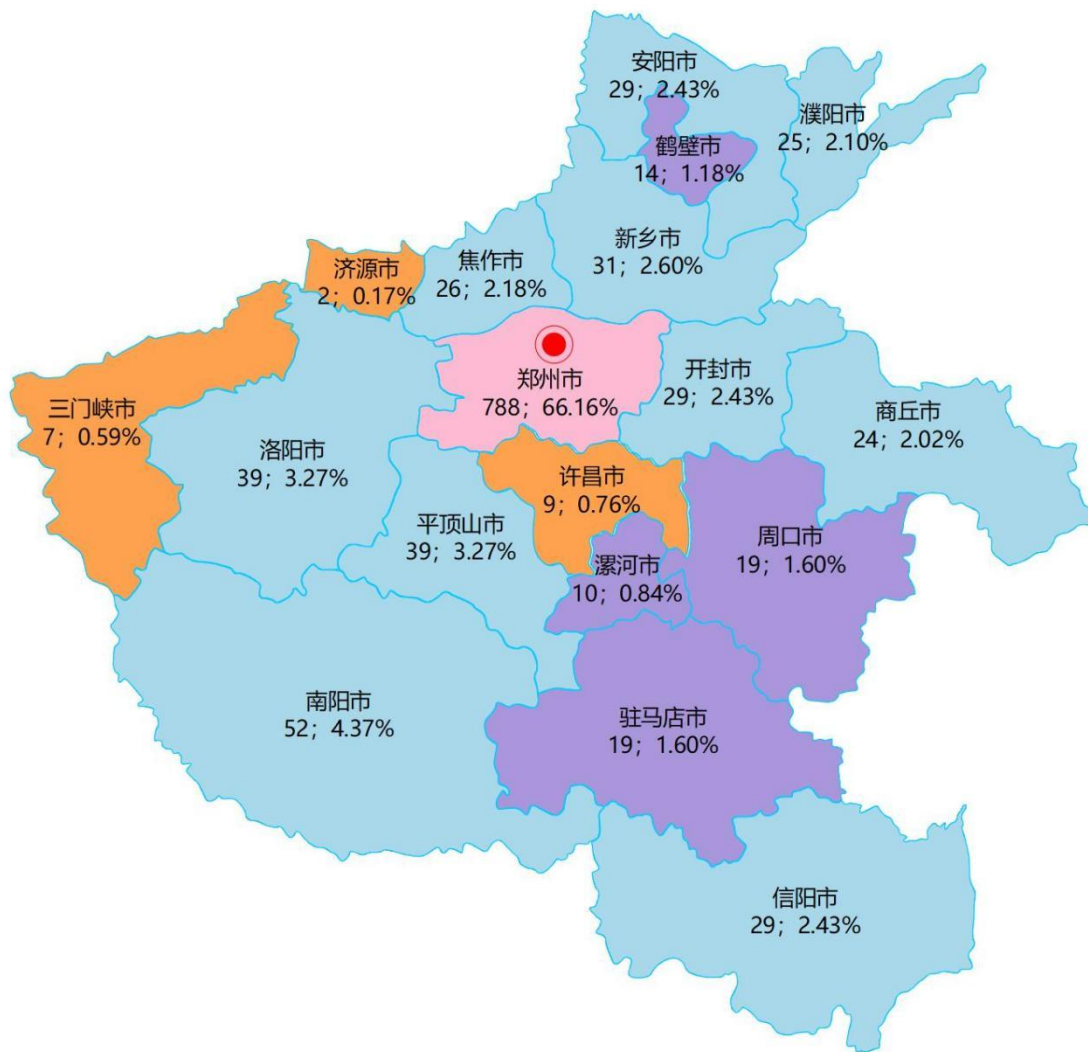 安阳市
29；2.43%
濮阳市
25；2.10%
鹤壁市
14；1.18%
新乡市
31；2.60%
济源市
2；0.17%
焦作市
26；2.18%
郑州市
788；66.16%
开封市
29；2.43%
三门峡市
7；0.59%
洛阳市
39；3.27%
商丘市
24；2.02%
许昌市
9；0.76%
平顶山市
39；3.27%
周口市
19；1.60%
漯河市
10；0.84%
南阳市
52；4.37%
驻马店市
19；1.60%
信阳市
29；2.43%